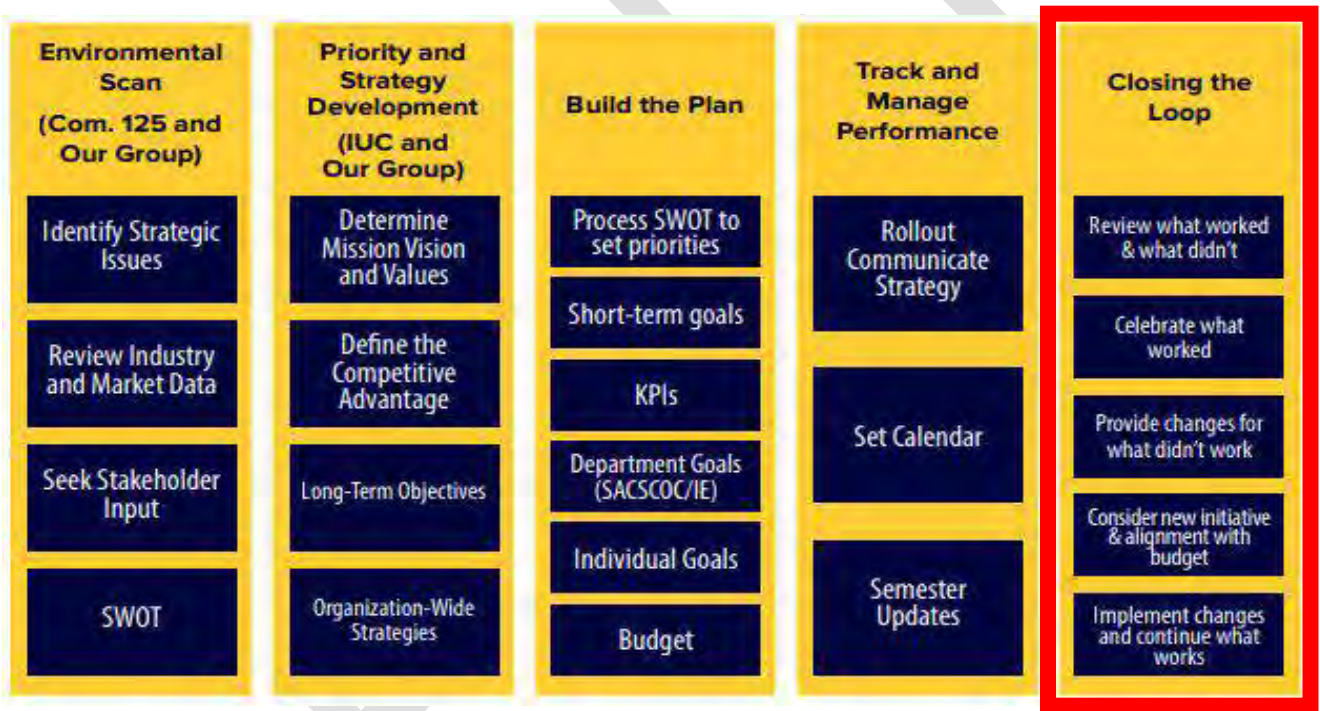 Environmental
Scan
(Com. 125 and
Our Group)
Identify Strategic
Issues
Review Industry
and Market Data
Seek Stakeholder
Input
SWOT
Priority and
Strategy
Development
(IUC and
Our Group)
Determine
Mission Vision
and Values
Define the
Competitive
Advantage
Long-Term Objectives
Organization-Wide
Strategies
Build the Plan
Process SWOT to
set priorities
Short-term goals
KPIs
Department Goals
(SACSCOC/IE)
Individual Goals
Budget
Track and
Manage
Performance
Rollout
Communicate
Strategy
Set Calendar
Semester
Updates
Closing the
Loop
Review what worked
& what didn't
Celebrate what
worked
Provide changes for
what didn't work
Consider new initiative
& alignment with
budget
Implement changes
and continue what
works